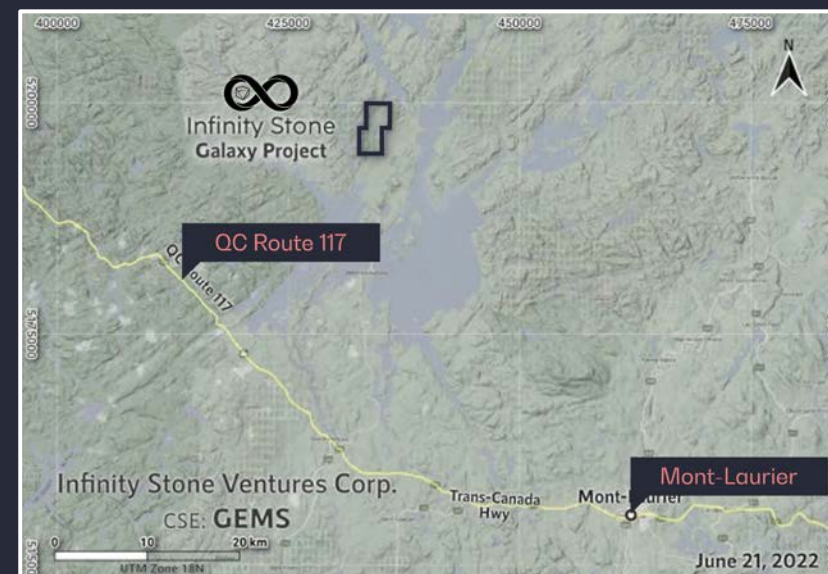 400000
425000
450000
475000
N
5200000
Infinity Stone
Galaxy Project
QC Route 117
QC Route 117
5175000
Infinity Stone Ventures Corp.
CSE: GEMS
Trans-Canada
Hwy
Mont-Laurier
Mont-Laurier
0 10 20 km
UTM Zone 18N
June 21, 2022